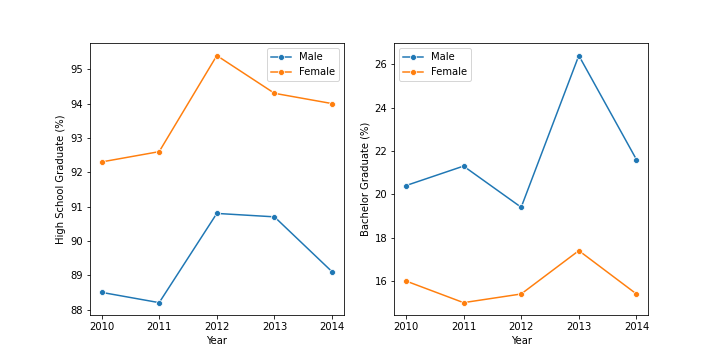 High School Graduate (%)
95
94
93
92
91
90
89
88
2010 2011 2012 2013 2014
Year
Male
Female
Bachelor Graduate (%)
26
24
22
20
18
16
2010 2011 2012 2013 2014
Year
Male
Female